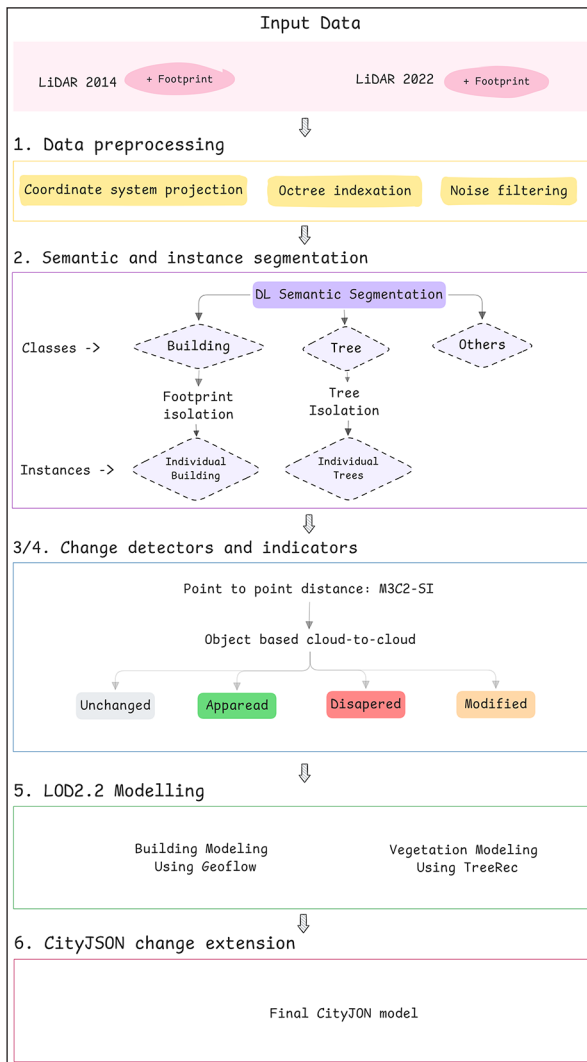 Input Data
LiDAR 2014
+ Footprint
LiDAR 2022
+ Footprint
1. Data preprocessing
Coordinate system projection
Octree indexation
Noise filtering
2. Semantic and instance segmentation
DL Semantic Segmentation
Classes ->
Building
Tree
Others
Footprint
isolation
Tree
Isolation
Instances ->
Individual
Building
Individual
Trees
3/4. Change detectors and indicators
Point to point distance: M3C2-SI
Object based cloud-to-cloud
Unchanged
Apparead
Disapered
Modified
5. LOD2.2 Modelling
Building Modeling
Using Geoflow
Vegetation Modeling
Using TreeRec
6. CityJSON change extension
Final CityJON model